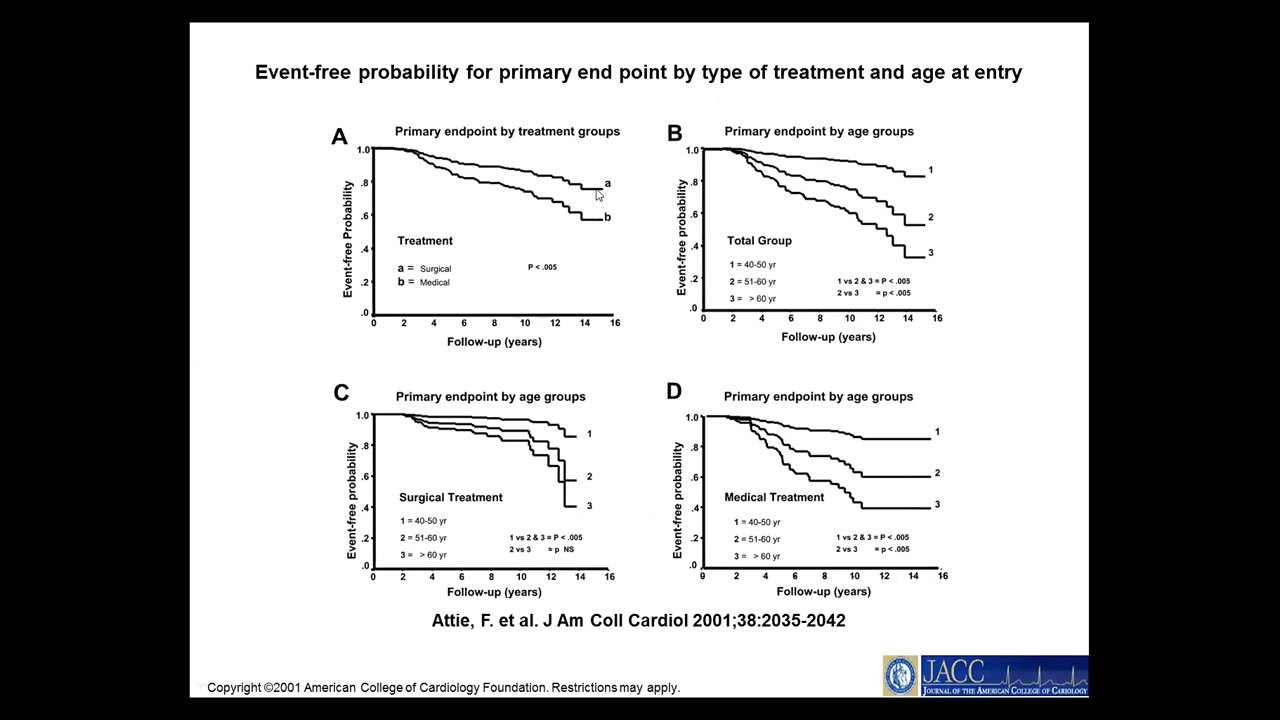 Event-free probability for primary end point by type of treatment and age at entry
A
Primary endpoint by treatment groups
Event-free Probability
1.0
.8
.6
.4
.2
.0
a
b
Treatment
a = Surgical
b = Medical
P < .005
0 2 4 6 8 10 12 14 16
Follow-up (years)
B
Primary endpoint by age groups
Event-free probability
1.0
.8
.6
.4
.2
.0
1
2
3
Total Group
1 = 40-50 yr
2 = 51-60 yr
3 = > 60 yr
1 vs 2 & 3 = P < .005
2 vs 3 = p < .005
0 2 4 6 8 10 12 14 16
Follow-up (years)
C
Primary endpoint by age groups
Event-free probability
1.0
.8
.6
.4
.2
.0
1
2
3
Surgical Treatment
1 = 40-50 yr
2 = 51-60 yr
3 = > 60 yr
1 vs 2 & 3 = P < .005
2 vs 3 = p NS
0 2 4 6 8 10 12 14 16
Follow-up (years)
D
Primary endpoint by age groups
Event-free probability
1.0
.8
.6
.4
.2
.0
1
2
3
Medical Treatment
1 = 40-50 yr
2 = 51-60 yr
3 = > 60 yr
1 vs 2 & 3 = P < .005
2 vs 3 = p < .005
0 2 4 6 8 10 12 14 16
Follow-up (years)
Attie, F. et al. J Am Coll Cardiol 2001;38:2035-2042
JACC
JOURNAL OF THE AMERICAN COLLEGE OF CARDIOLOGY
Copyright ©2001 American College of Cardiology Foundation. Restrictions may apply.